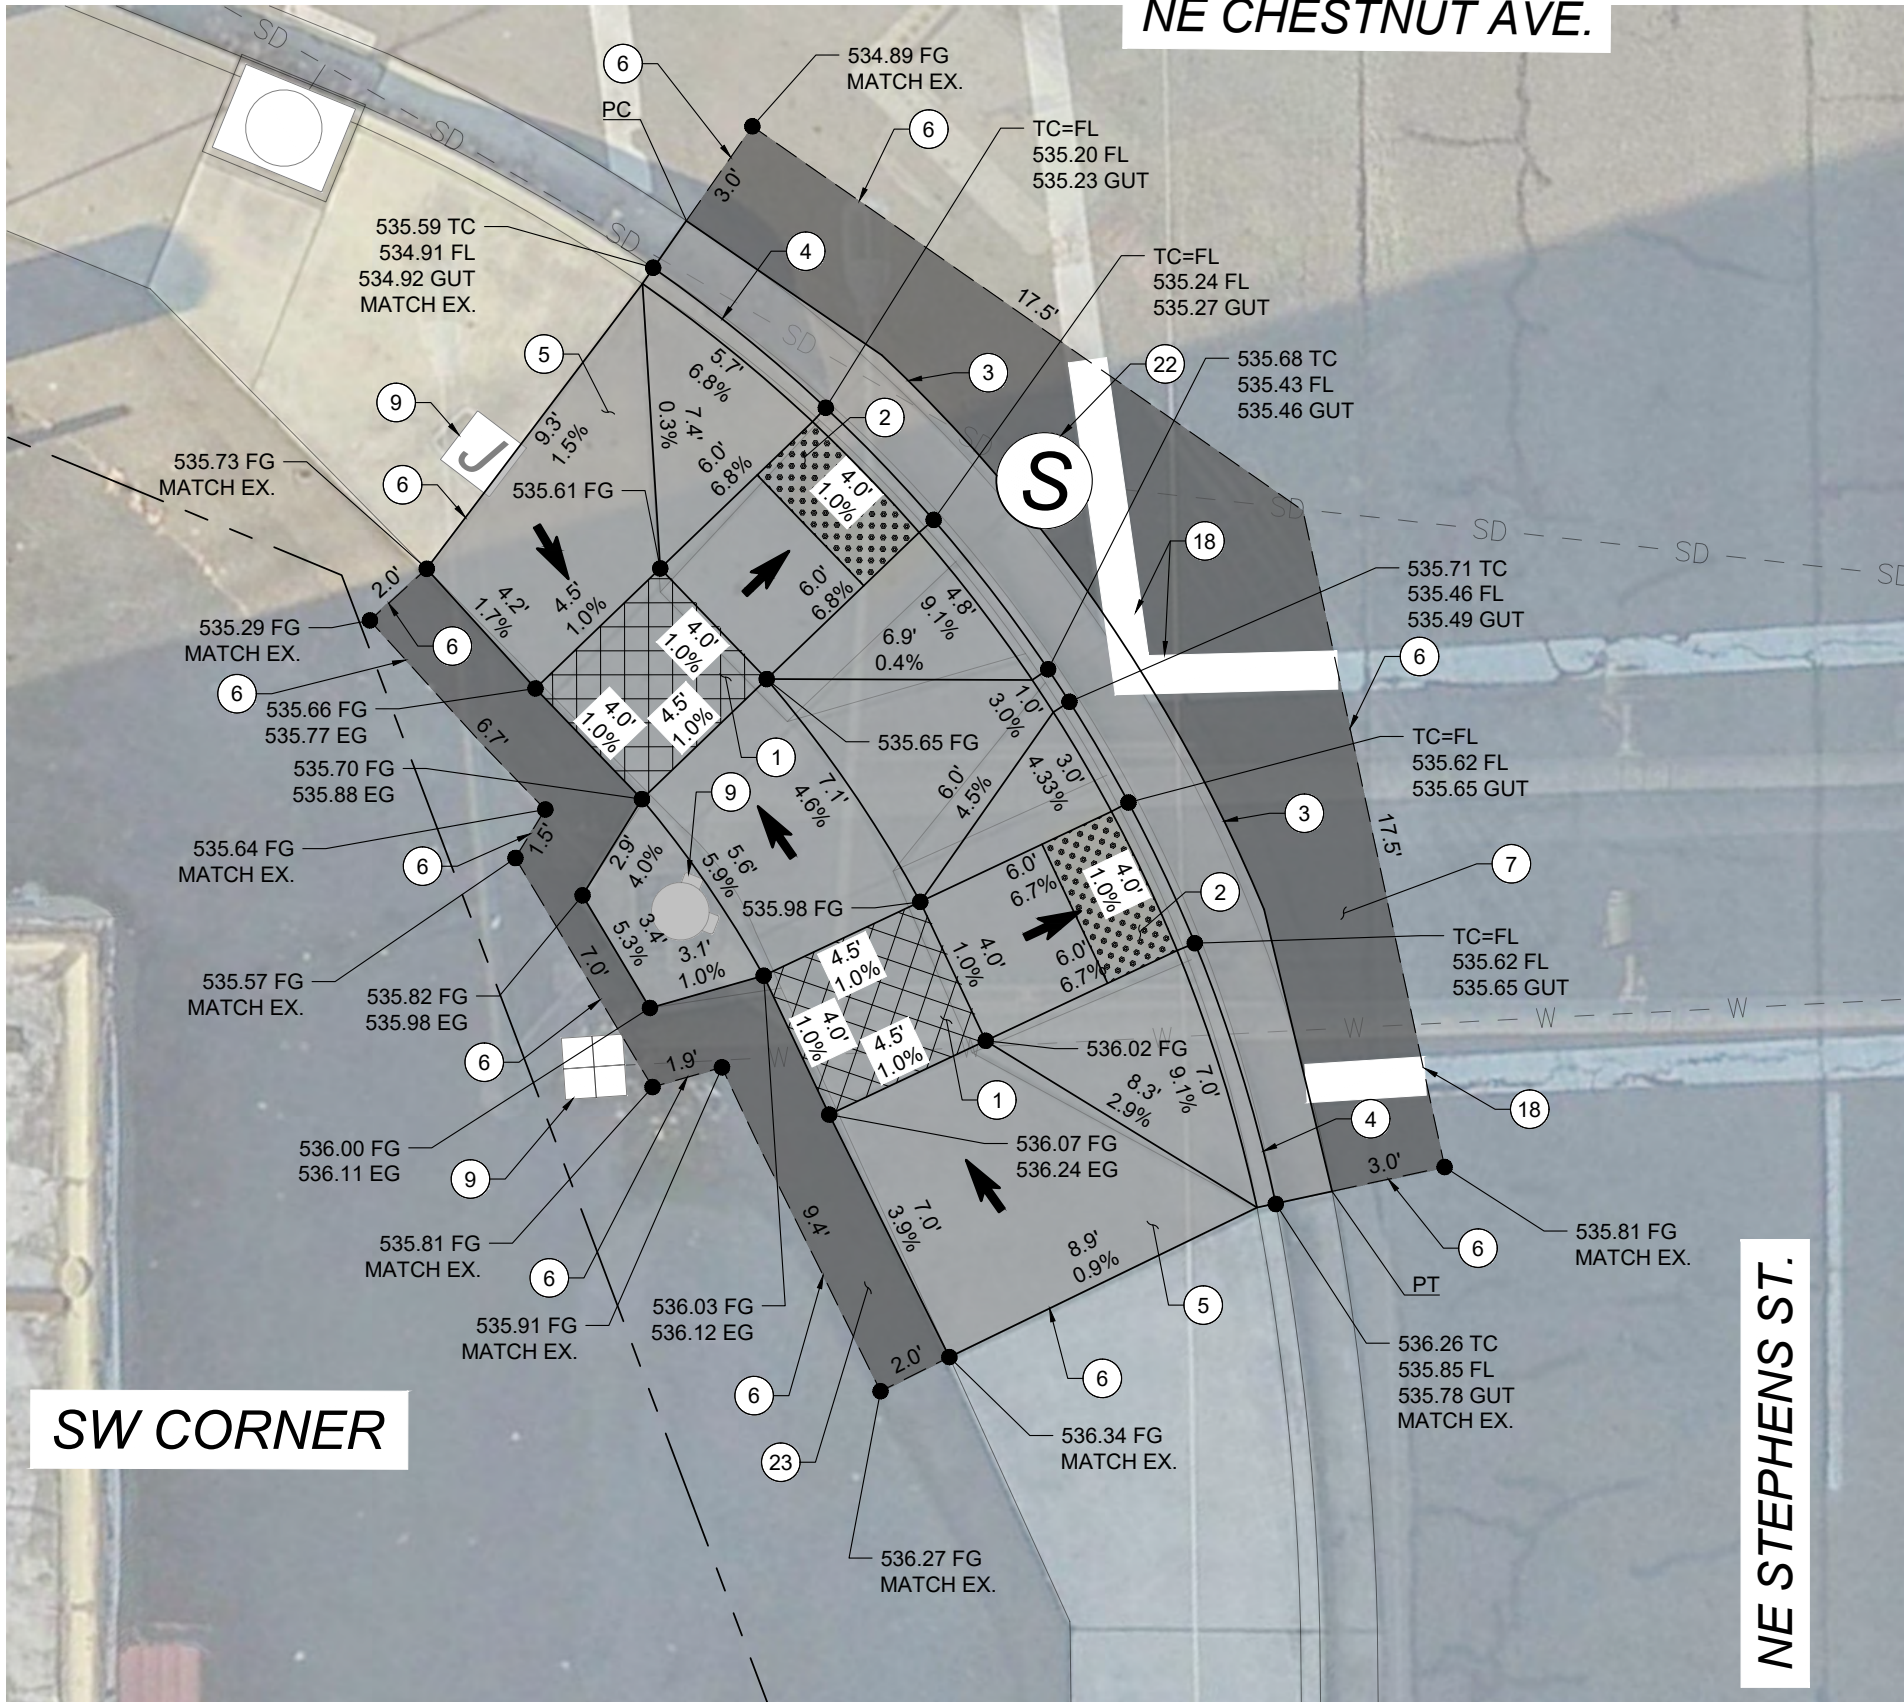 NE CHESTNUT AVE.
SD
SD
SD
SD
SD
SD
SD
SD
SD
6
534.89 FG
MATCH EX.
PC
6
3.0'
TC=FL
535.20 FL
535.23 GUT
535.59 TC
534.91 FL
534.92 GUT
MATCH EX.
4
TC=FL
535.24 FL
535.27 GUT
17.5'
5
3
22
535.68 TC
535.43 FL
535.46 GUT
5.7'
6.8%
9
J
9.3'
1.5%
7.4'
0.3%
2
S
6.0'
6.8%
4.0'
1.0%
535.73 FG
MATCH EX.
6
535.61 FG
18
535.71 TC
535.46 FL
535.49 GUT
2.0'
4.2'
1.7%
4.5'
1.0%
6.0'
6.8%
4.8'
9.1%
535.29 FG
MATCH EX.
6
4.0'
1.0%
6.9'
0.4%
6
6
535.66 FG
535.77 EG
6.7'
4.0'
1.0%
4.5'
1.0%
1.0'
3.0%
535.65 FG
TC=FL
535.62 FL
535.65 GUT
535.70 FG
535.88 EG
1
9
7.1'
4.6%
6.0'
4.5%
3.0'
4.33%
3
17.5'
535.64 FG
MATCH EX.
6
1.5'
2.9'
4.0%
5.6'
5.9%
6.0'
6.7%
4.0'
1.0%
7
2
535.98 FG
3.4'
5.3%
3.1'
1.0%
4.5'
1.0%
4.0'
1.0%
6.0'
6.7%
TC=FL
535.62 FL
535.65 GUT
535.57 FG
MATCH EX.
7.0'
535.82 FG
535.98 EG
4.0'
1.0%
4.5'
1.0%
W
W
W
W
W
6
1.9'
536.02 FG
8.3'
2.9%
7.0'
9.1%
1
18
4
536.00 FG
536.11 EG
9
536.07 FG
536.24 EG
3.0'
535.81 FG
MATCH EX.
6
9.4'
7.0'
3.9%
8.9'
0.9%
6
535.81 FG
MATCH EX.
PT
535.91 FG
MATCH EX.
536.03 FG
536.12 EG
5
6
2.0'
6
536.26 TC
535.85 FL
535.78 GUT
MATCH EX.
SW CORNER
23
536.34 FG
MATCH EX.
NE STEPHENS ST.
536.27 FG
MATCH EX.